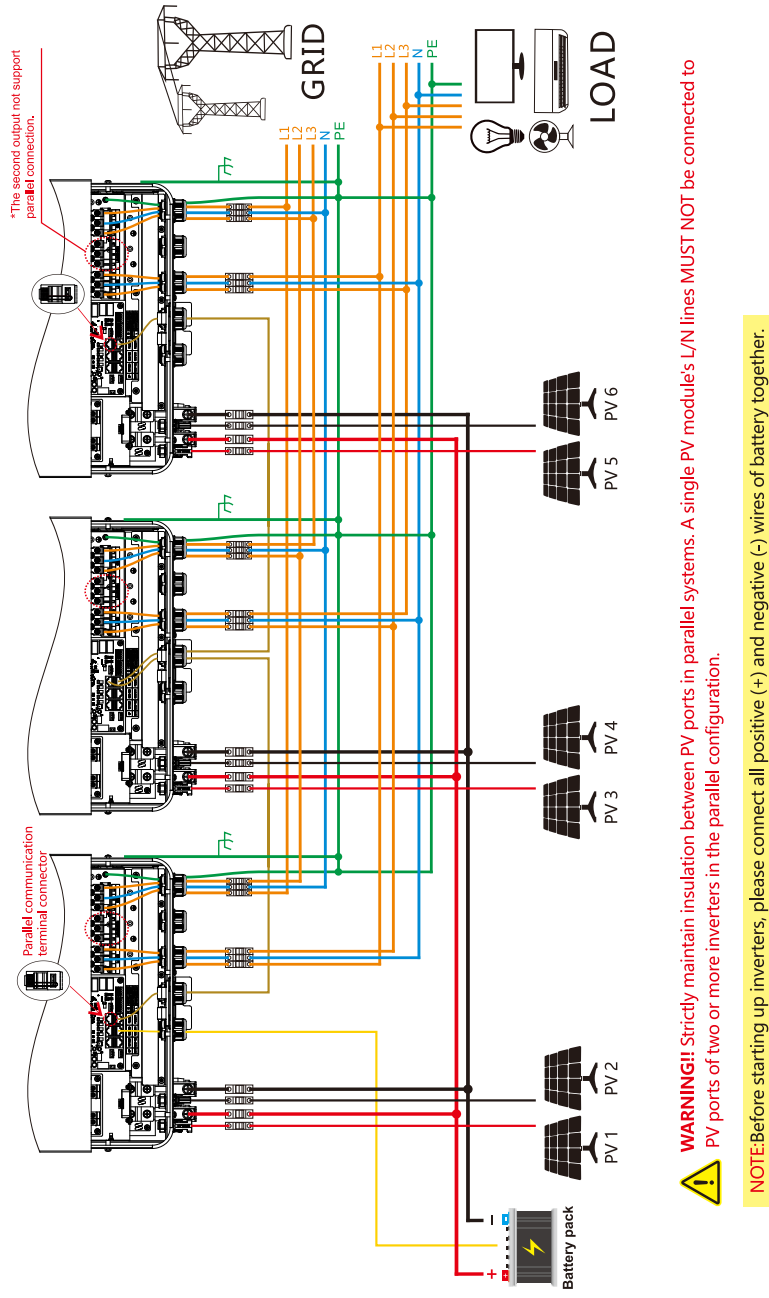 Parallel communication
terminal connector
*The second output not support
parallel connection.
GRID
L1
L2
L3
N
PE
L1
L2
L3
N
PE
LOAD
+
-
Battery pack
PV 1
PV 2
PV 3
PV 4
PV 5
PV 6
WARNING!! Strictly maintain insulation between PV ports in parallel systems. A single PV module's L/N lines MUST NOT be connected to
PV ports of two or more inverters in the parallel configuration.
NOTE:Before starting up inverters, please connect all positive (+) and negative (-) wires of battery together.